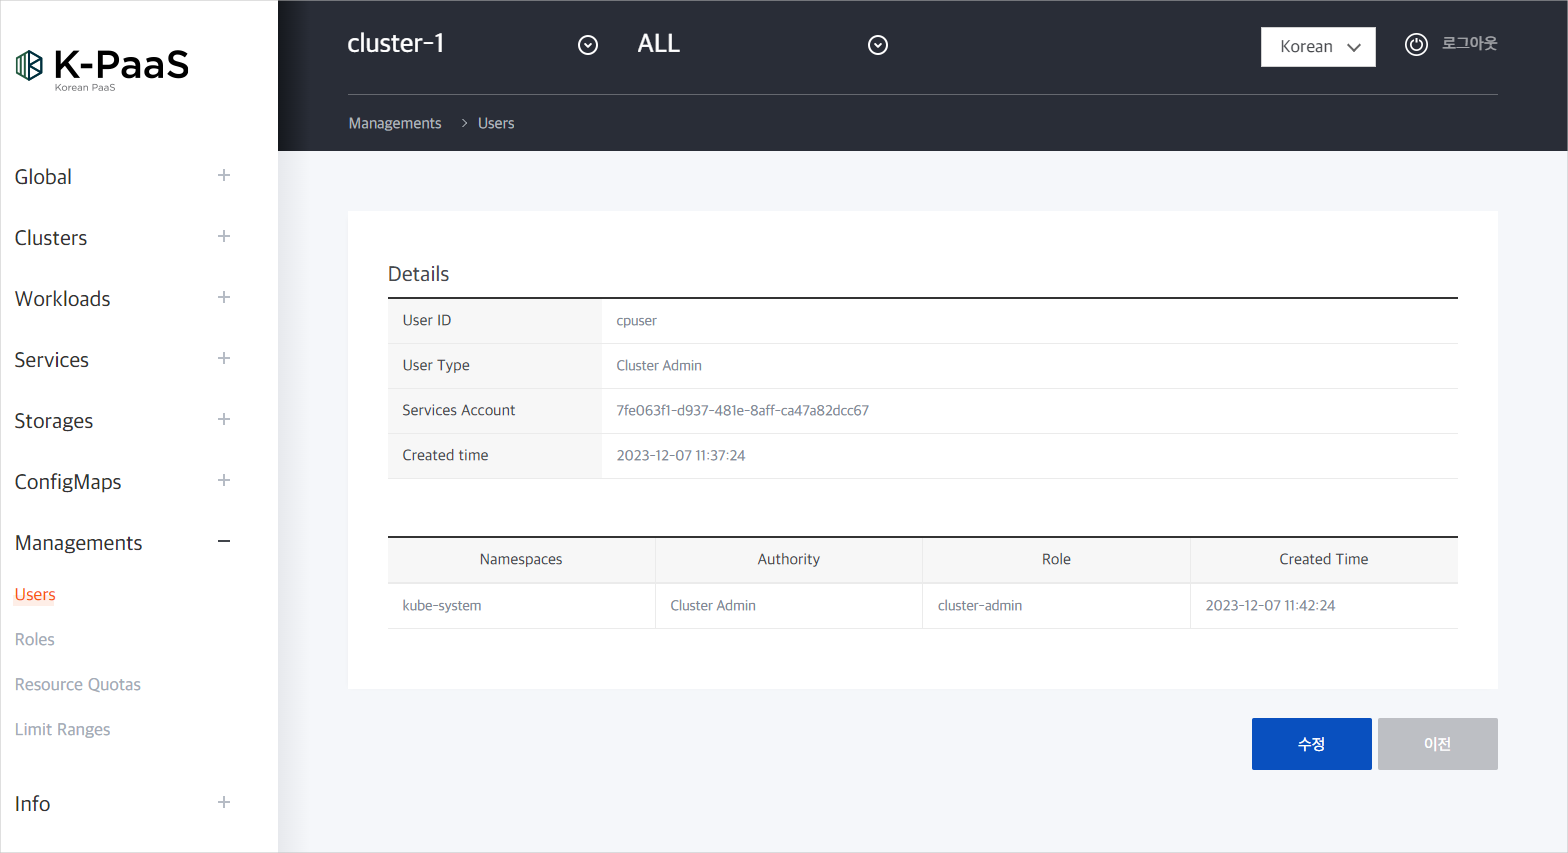 K-PaaS
Korean PaaS
Global
Clusters
Workloads
Services
Storages
ConfigMaps
Managements
Users
Roles
Resource Quotas
Limit Ranges
Info
cluster-1 ALL Korean 로그아웃
Managements > Users
Details
User ID cpuser
User Type Cluster Admin
Services Account 7fe063f1-d937-481e-8aff-ca47a82dcc67
Created time 2023-12-07 11:37:24
Namespaces Authority Role Created Time
kube-system Cluster Admin cluster-admin 2023-12-07 11:42:24
수정 이전